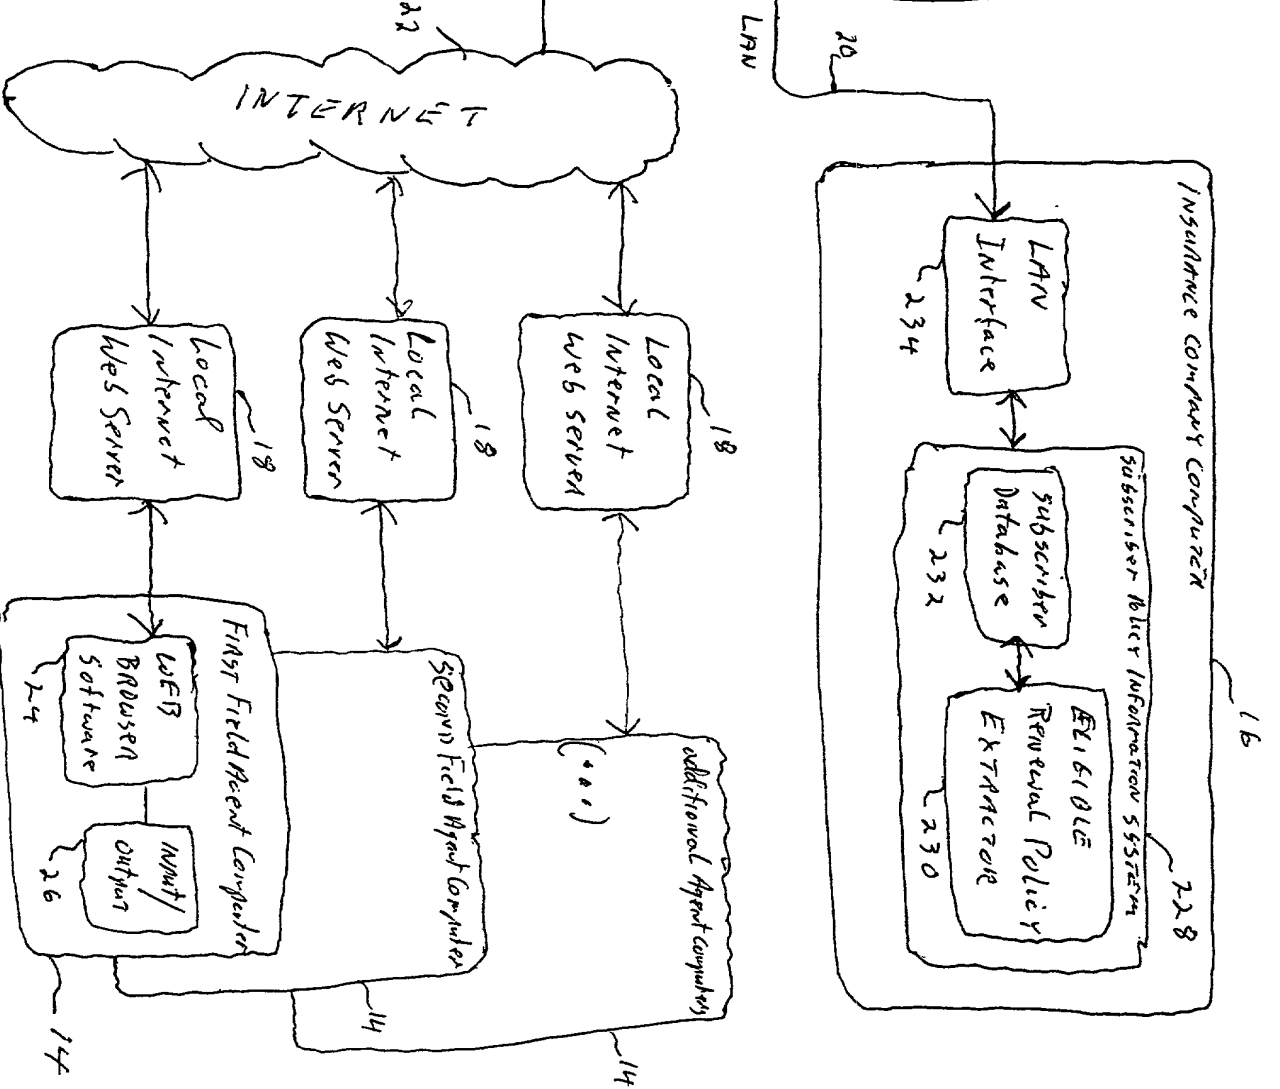 INSURANCE COMPANY COMPUTER
16
LAN
20
LAN
Interface
234
SUBSCRIBER POLICY INFORMATION SYSTEM
228
Subscriber
Database
232
ELIGIBLE
Renewal Policy
EXTRACTOR
230
22
INTERNET
Local
Internet
Web Server
18
Local
Internet
Web Server
18
Local
Internet
Web Server
18
additional Agent computers
(...)
14
Second Field Agent Computer
14
First Field Agent Computer
14
WEB
BROWSER
Software
24
INPUT/
output
26